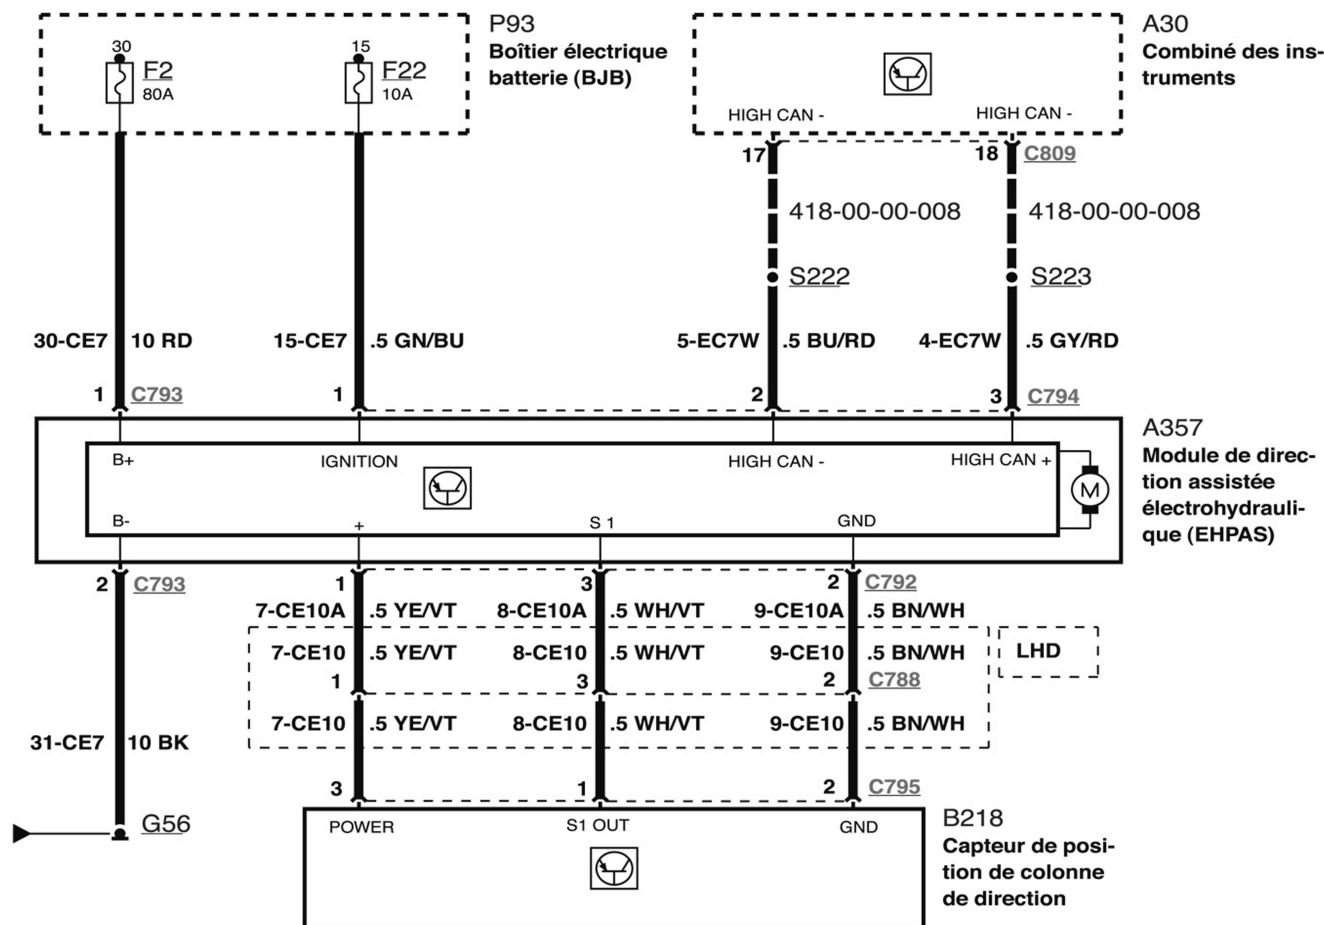 P93
Boîtier électrique
batterie (BJB)
30
F2
80A
15
F22
10A
A30
Combiné des ins-
truments
HIGH CAN -
HIGH CAN -
17
18
C809
418-00-00-008
418-00-00-008
S222
S223
30-CE7
10 RD
15-CE7
.5 GN/BU
5-EC7W
.5 BU/RD
4-EC7W
.5 GY/RD
1
C793
1
2
3
C794
A357
Module de direc-
tion assistée
électrohydrauli-
que (EHPAS)
B+
IGNITION
HIGH CAN -
HIGH CAN +
M
B-
+
S 1
GND
2
C793
1
3
2
C792
7-CE10A
.5 YE/VT
8-CE10A
.5 WH/VT
9-CE10A
.5 BN/WH
7-CE10
.5 YE/VT
8-CE10
.5 WH/VT
9-CE10
.5 BN/WH
LHD
1
3
2
C788
7-CE10
.5 YE/VT
8-CE10
.5 WH/VT
9-CE10
.5 BN/WH
31-CE7
10 BK
3
1
2
C795
G56
POWER
S1 OUT
GND
B218
Capteur de posi-
tion de colonne
de direction